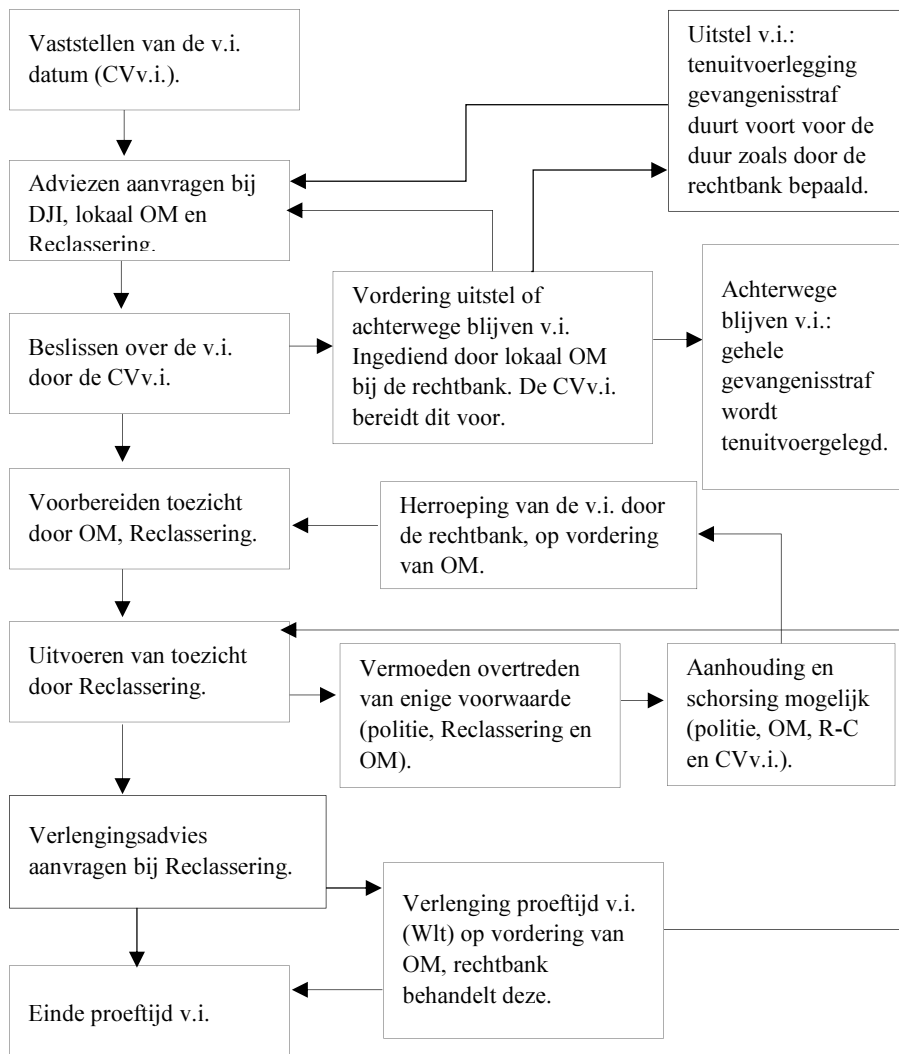 Vaststellen van de v.i.
datum (CVv.i.).
Uitstel v.i.:
tenuitvoerlegging
gevangenisstraf
duurt voort voor de
duur zoals door de
rechtbank bepaald.
Adviezen aanvragen bij
DJI, lokaal OM en
Reclassering.
Beslissen over de v.i.
door de CVv.i.
Vordering uitstel of
achterwege blijven v.i.
Ingediend door lokaal OM
bij de rechtbank. De CVv.i.
bereidt dit voor.
Achterwege
blijven v.i.:
gehele
gevangenisstraf
wordt
tenuitvoergelegd.
Voorbereiden toezicht
door OM, Reclassering.
Herroeping van de v.i. door
de rechtbank, op vordering
van OM.
Uitvoeren van toezicht
door Reclassering.
Vermoeden overtreden
van enige voorwaarde
(politie, Reclassering en
OM).
Aanhouding en
schorsing mogelijk
(politie, OM, R-C
en CVv.i.).
Verlengingsadvies
aanvragen bij Reclassering.
Verlenging proeftijd v.i.
(Wlt) op vordering van
OM, rechtbank
behandelt deze.
Einde proeftijd v.i.